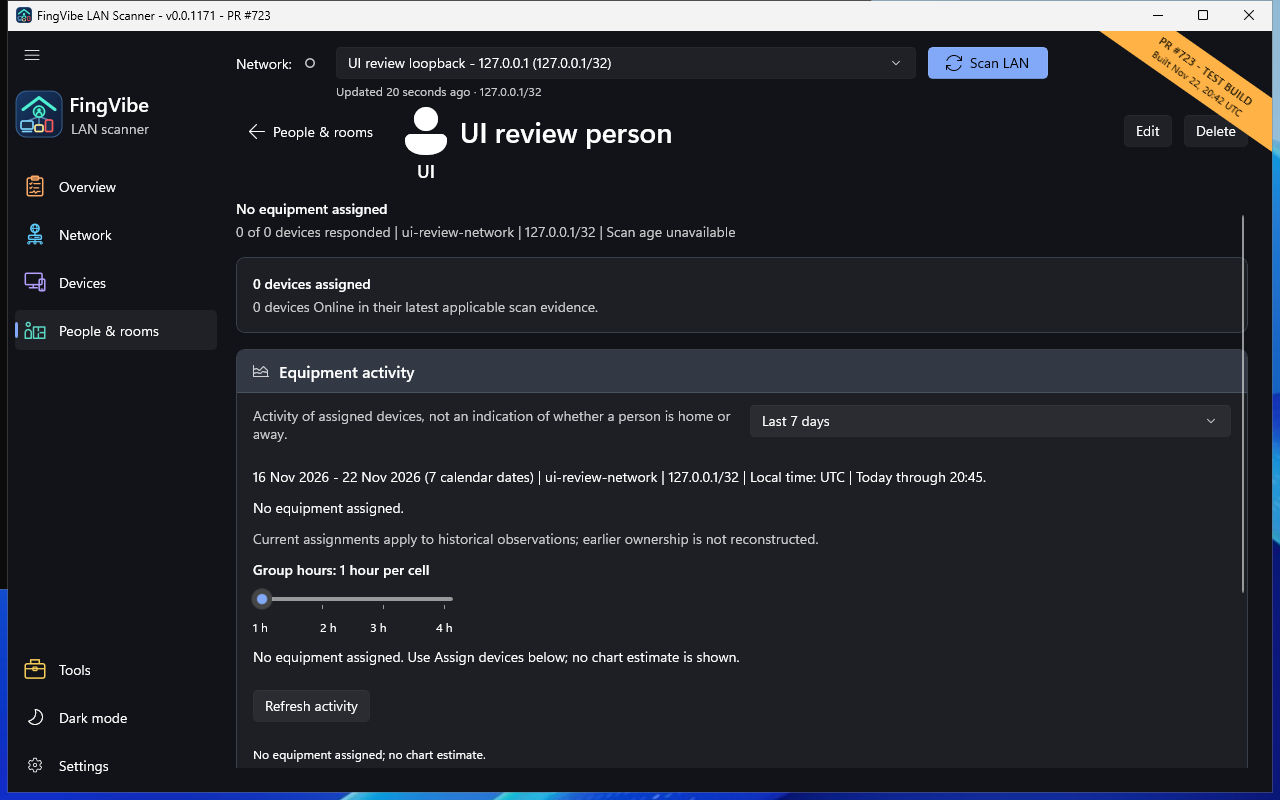 FingVibe LAN Scanner - v0.0.1171 - PR #723
PR #723 - TEST BUILD
Built Nov 22, 20:42 UTC
Network:
UI review loopback - 127.0.0.1 (127.0.0.1/32)
Scan LAN
Updated 20 seconds ago · 127.0.0.1/32
FingVibe
LAN scanner
People & rooms
UI review person
UI
Edit
Delete
Overview
Network
Devices
People & rooms
Tools
Dark mode
Settings
No equipment assigned
0 of 0 devices responded | ui-review-network | 127.0.0.1/32 | Scan age unavailable
0 devices assigned
0 devices Online in their latest applicable scan evidence.
Equipment activity
Activity of assigned devices, not an indication of whether a person is home or
away.
Last 7 days
16 Nov 2026 - 22 Nov 2026 (7 calendar dates) | ui-review-network | 127.0.0.1/32 | Local time: UTC | Today through 20:45.
No equipment assigned.
Current assignments apply to historical observations; earlier ownership is not reconstructed.
Group hours: 1 hour per cell
1 h 2 h 3 h 4 h
No equipment assigned. Use Assign devices below; no chart estimate is shown.
Refresh activity
No equipment assigned; no chart estimate.